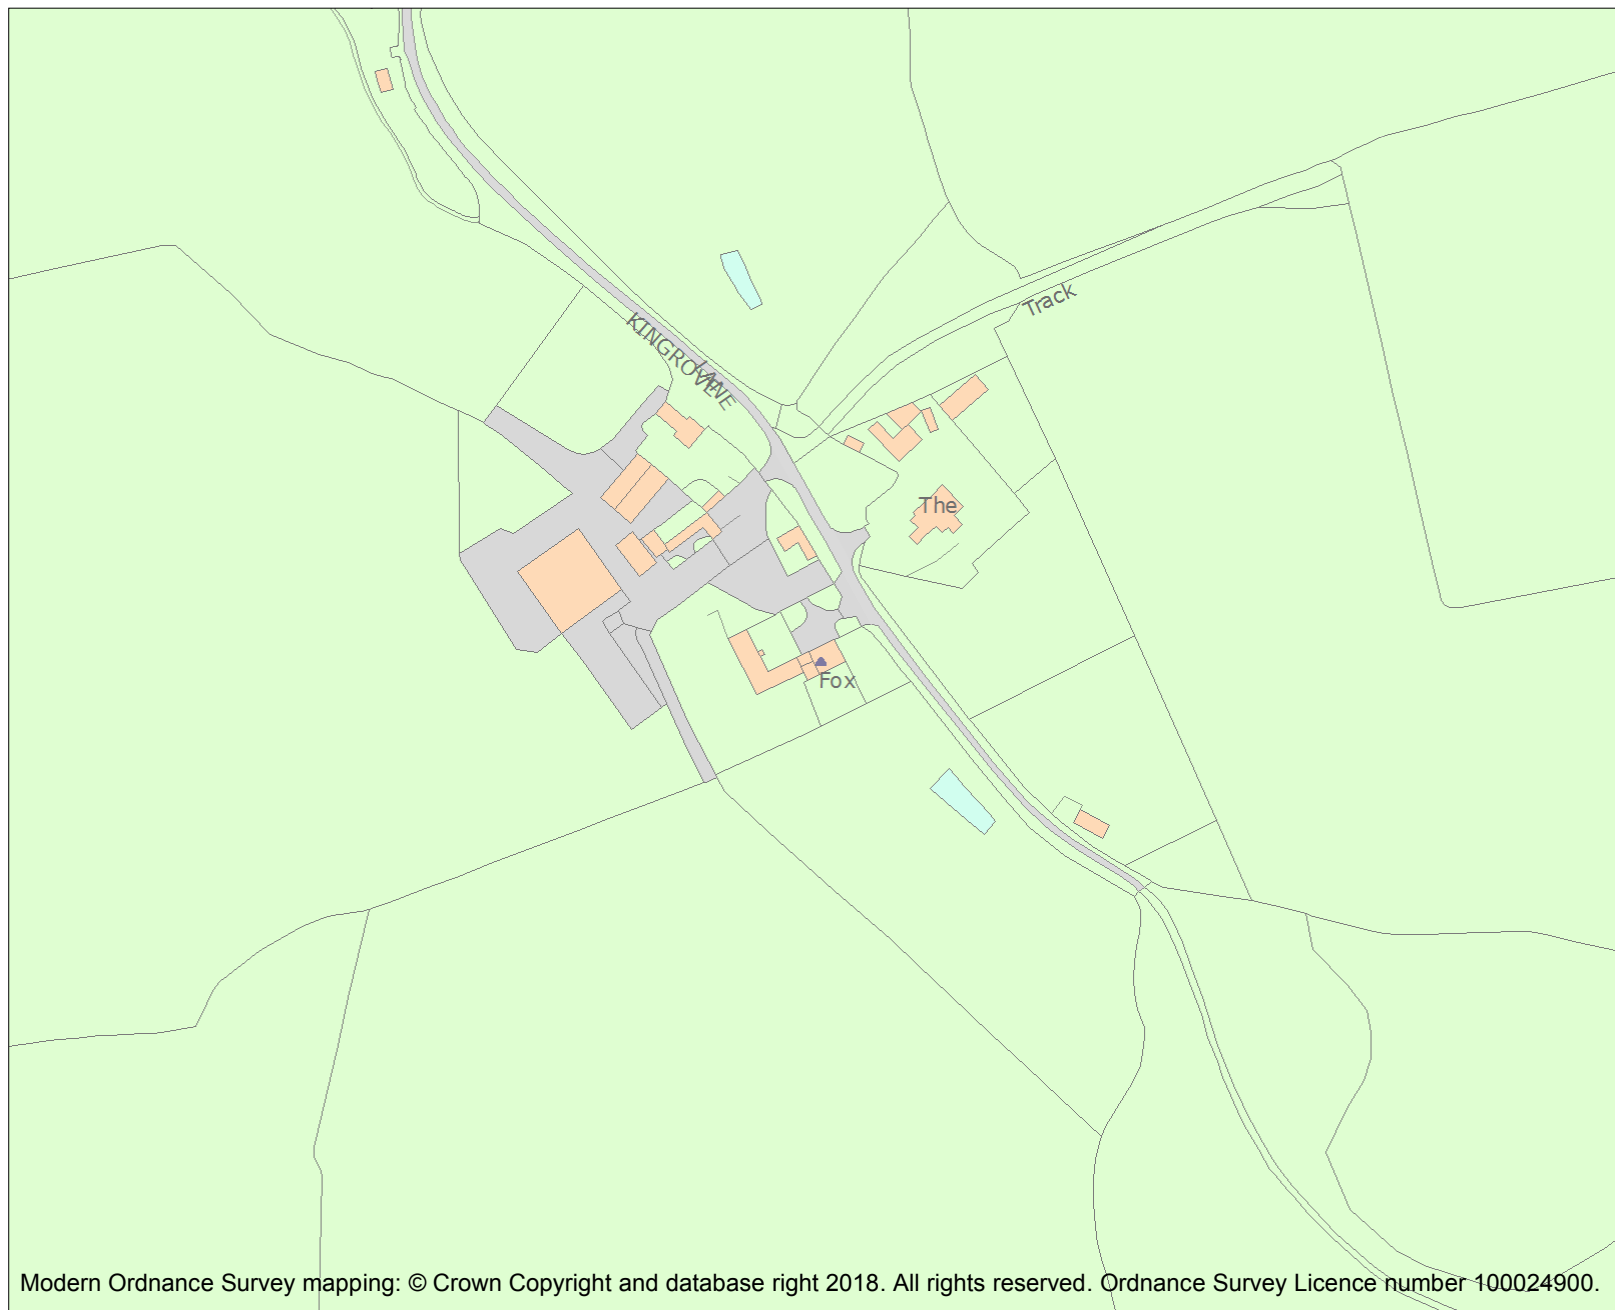 Track
KINGROVE
LANE
The
Fox
Modern Ordnance Survey mapping: © Crown Copyright and database right 2018. All rights reserved. Ordnance Survey Licence number 100024900.